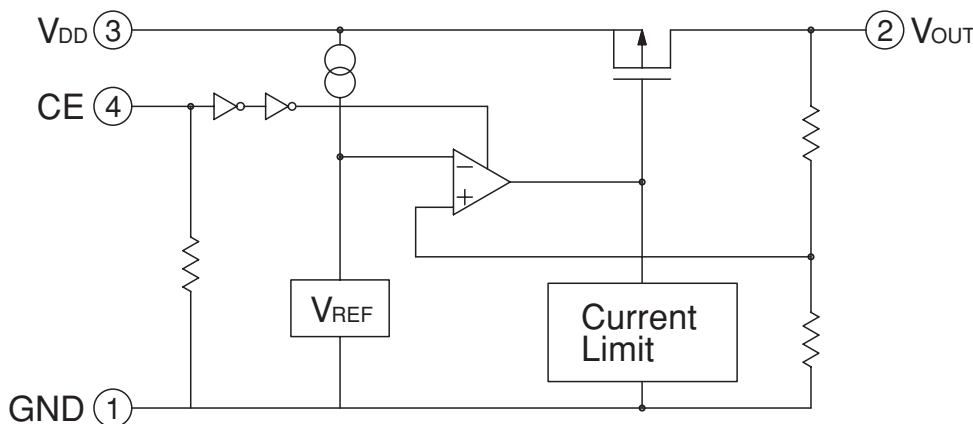 VDD 3
2 VOUT
CE 4
−
+
VREF
Current
Limit
GND 1